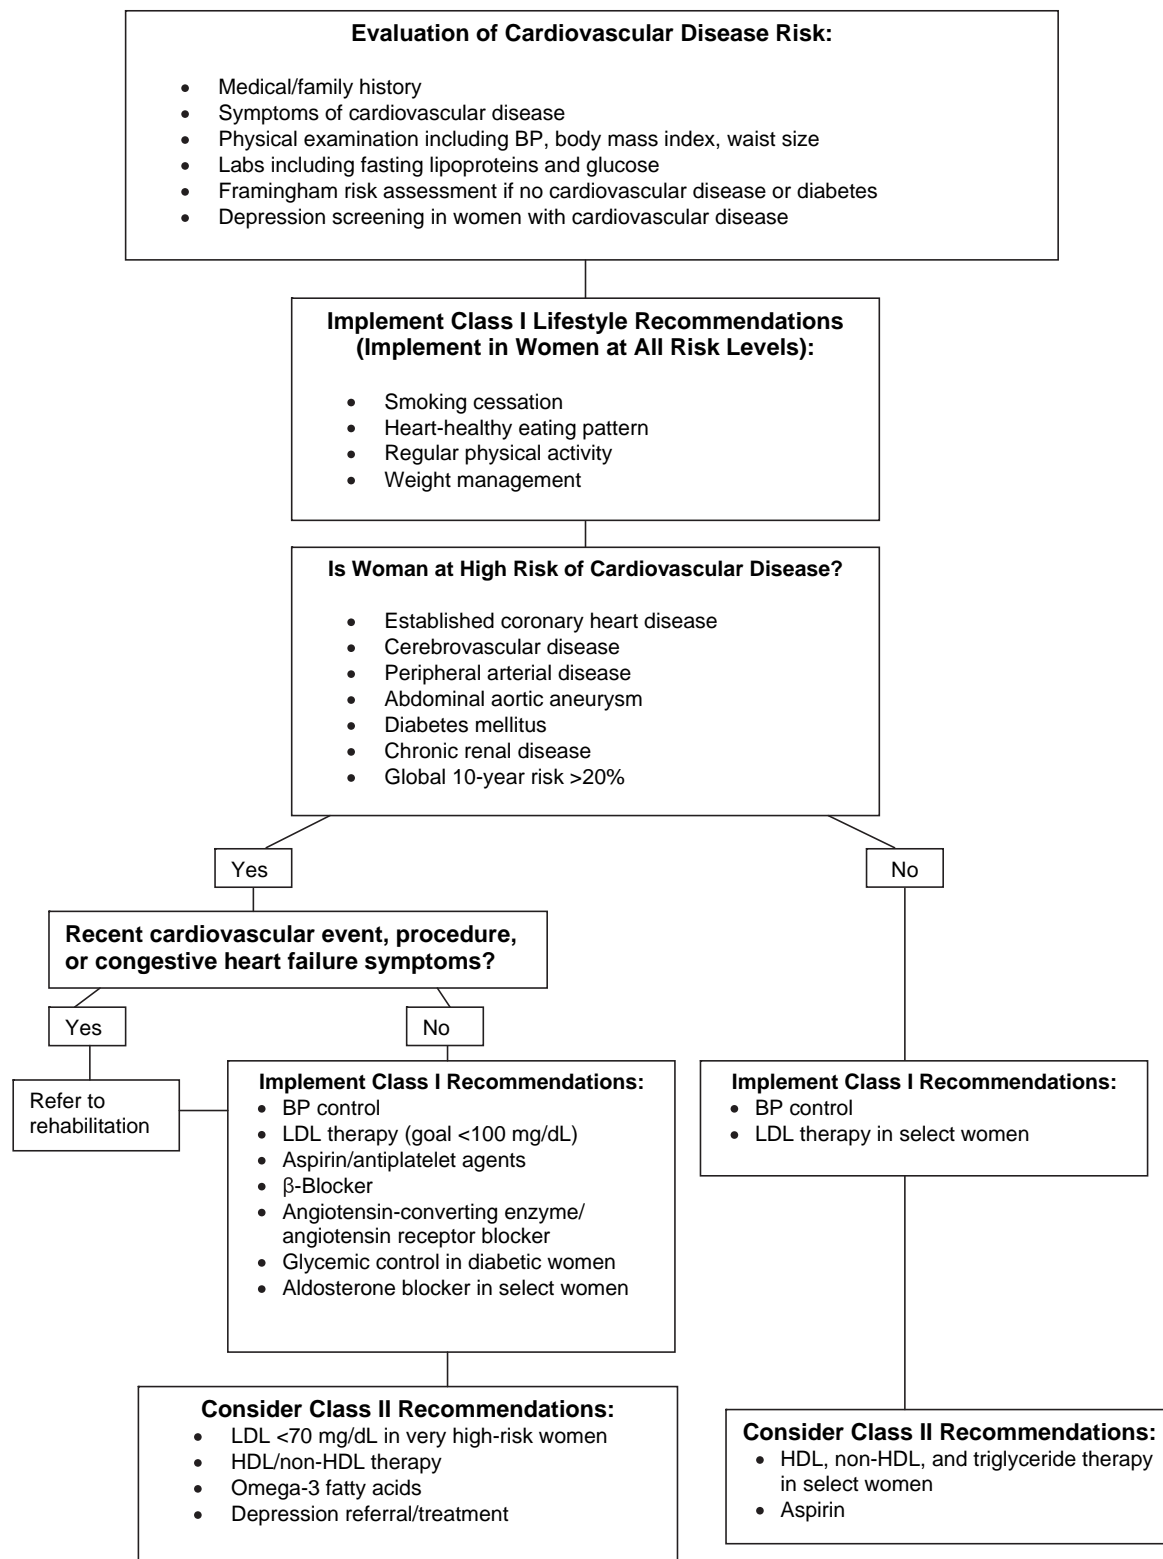 Evaluation of Cardiovascular Disease Risk:
• Medical/family history
• Symptoms of cardiovascular disease
• Physical examination including BP, body mass index, waist size
• Labs including fasting lipoproteins and glucose
• Framingham risk assessment if no cardiovascular disease or diabetes
• Depression screening in women with cardiovascular disease
Implement Class I Lifestyle Recommendations
(Implement in Women at All Risk Levels):
• Smoking cessation
• Heart-healthy eating pattern
• Regular physical activity
• Weight management
Is Woman at High Risk of Cardiovascular Disease?
• Established coronary heart disease
• Cerebrovascular disease
• Peripheral arterial disease
• Abdominal aortic aneurysm
• Diabetes mellitus
• Chronic renal disease
• Global 10-year risk >20%
Yes
No
Recent cardiovascular event, procedure,
or congestive heart failure symptoms?
Yes
No
Refer to
rehabilitation
Implement Class I Recommendations:
• BP control
• LDL therapy (goal <100 mg/dL)
• Aspirin/antiplatelet agents
• β-Blocker
• Angiotensin-converting enzyme/
angiotensin receptor blocker
• Glycemic control in diabetic women
• Aldosterone blocker in select women
Implement Class I Recommendations:
• BP control
• LDL therapy in select women
Consider Class II Recommendations:
• LDL <70 mg/dL in very high-risk women
• HDL/non-HDL therapy
• Omega-3 fatty acids
• Depression referral/treatment
Consider Class II Recommendations:
• HDL, non-HDL, and triglyceride therapy
in select women
• Aspirin